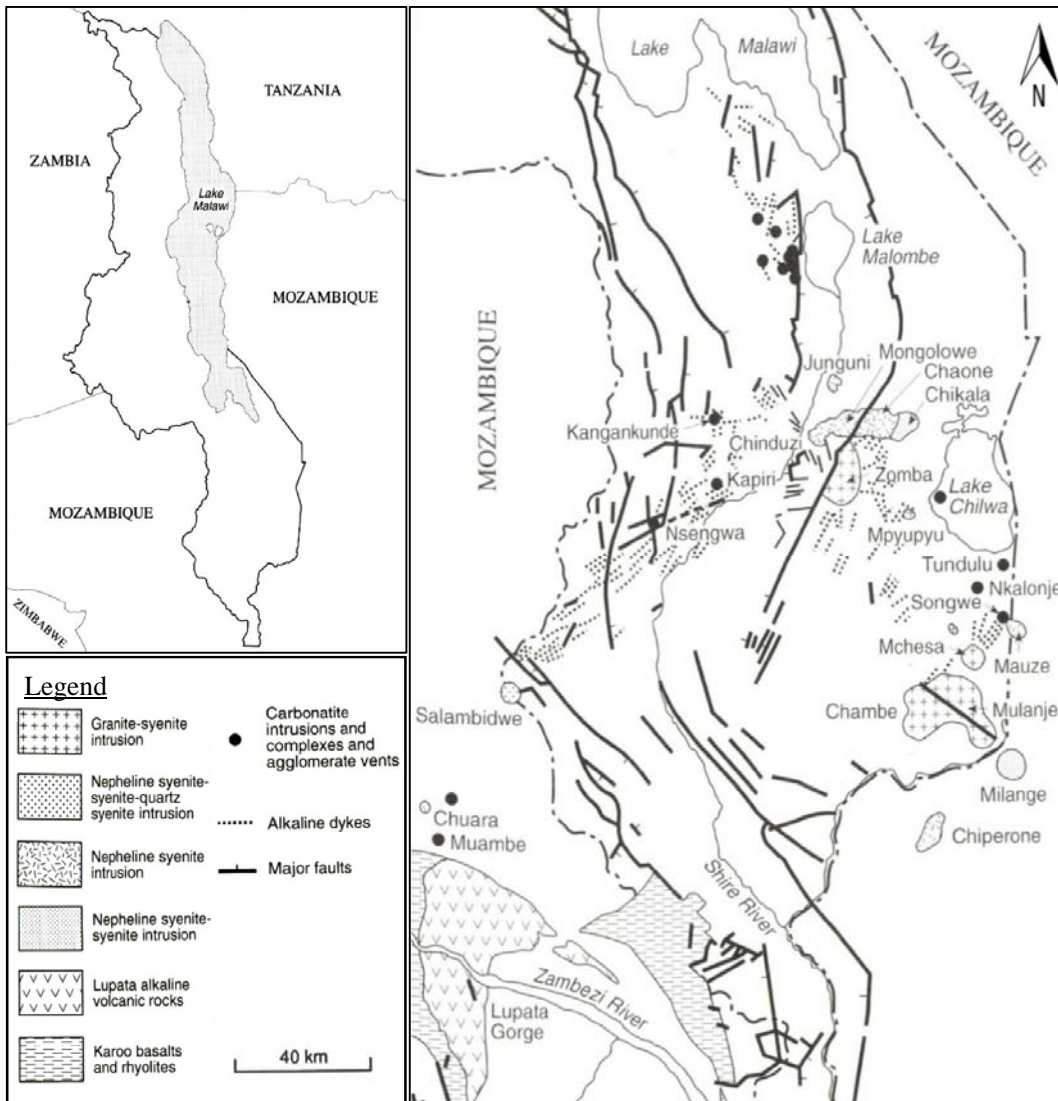 TANZANIA
ZAMBIA
Lake
Malawi
MOZAMBIQUE
MOZAMBIQUE
ZIMBABWE
Legend
Granite-syenite
intrusion
Nepheline syenite-
syenite-quartz
syenite intrusion
Nepheline syenite
intrusion
Nepheline syenite-
syenite intrusion
Lupata alkaline
volcanic rocks
Karoo basalts
and rhyolites
Carbonatite
intrusions and
complexes and
agglomerate vents
Alkaline dykes
Major faults
40 km
Lake Malawi
MOZAMBIQUE
N
Lake
Malombe
MOZAMBIQUE
Junguni
Mongolowe
Chaone
Chikala
Kangankunde
Chinduzi
Kapiri
Zomba
Lake
Chilwa
Nsengwa
Mpyupyu
Tundulu
Nkalonje
Songwe
Mchesa
Mauze
Salambidwe
Chambe
Mulanje
Milange
Chuara
Muambe
Chiperone
Shire River
Zambezi River
Lupata
Gorge